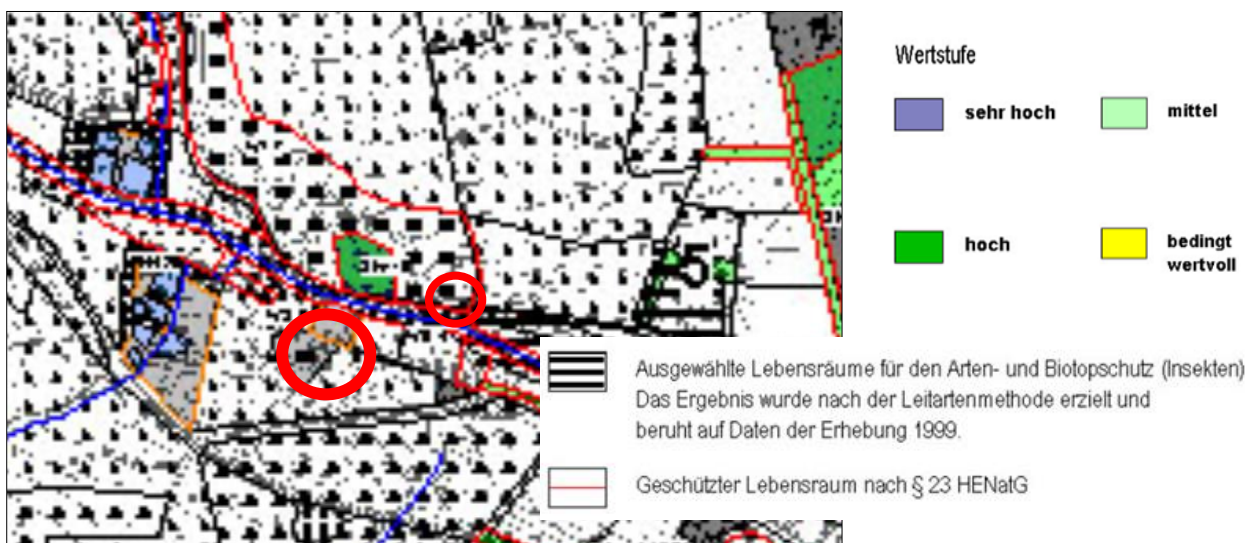 Wertstufe
sehr hoch
mittel
hoch
bedingt
wertvoll
Ausgewählte Lebensräume für den Arten- und Biotopschutz (Insekten)
Das Ergebnis wurde nach der Leitartenmethode erzielt und
beruht auf Daten der Erhebung 1999.
Geschützter Lebensraum nach § 23 HENatG